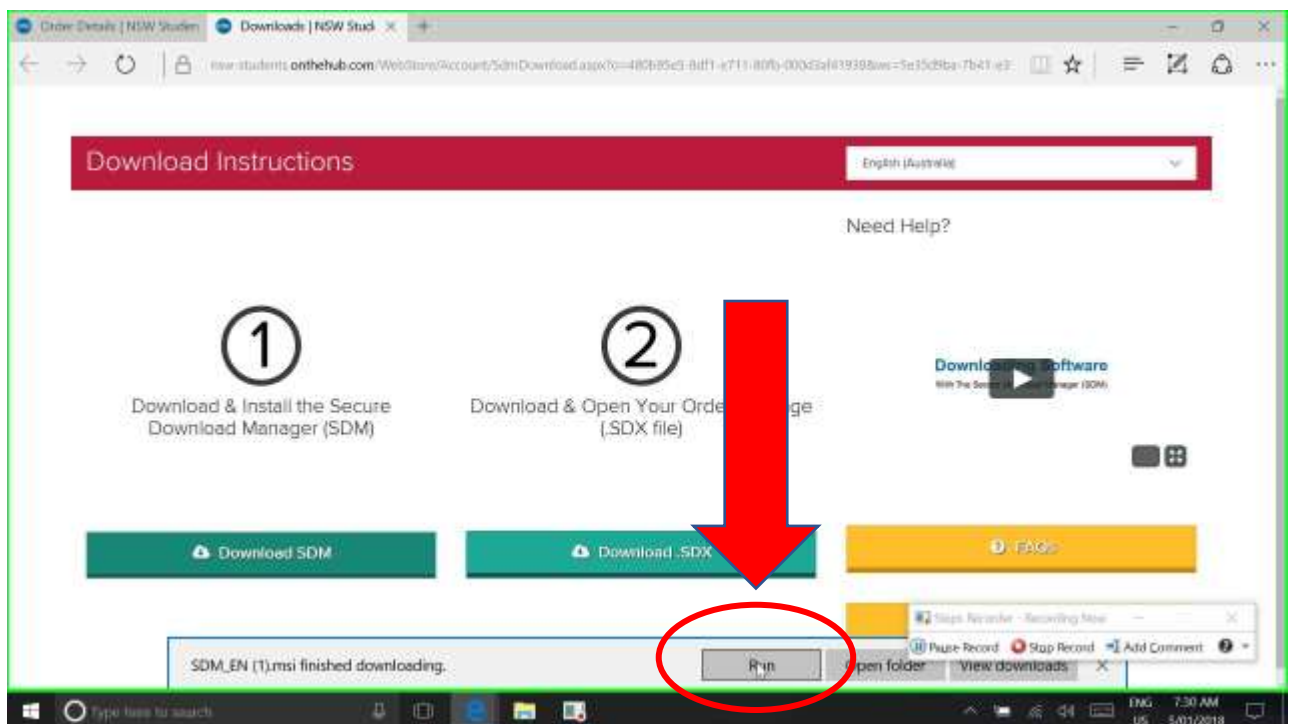 Order Details | NSW Studen
Downloads | NSW Stud
onthehub.com/WebStore/Account/SdmDownload.aspx?o=
Download Instructions
English (Australia)
Need Help?
1
2
Download & Install the Secure
Download Manager (SDM)
Download & Open Your Orde ge
(.SDX file)
Downloading Software
With The Secure Manager (SDM)
Download SDM
Download .SDX
FAQs
Steps Recorder - Recording Now
Pause Record Stop Record Add Comment
SDM_EN (1).msi finished downloading.
Run
Open folder
View downloads
Type here to search
ENG
US
7:30 AM
5/01/2018